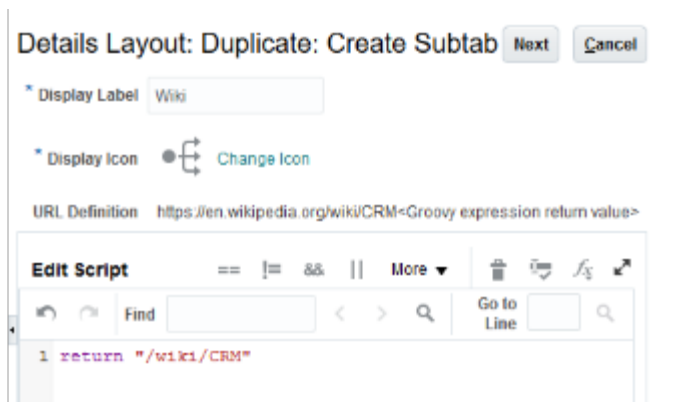 Details Layout: Duplicate: Create Subtab Next Cancel
* Display Label Wiki
* Display Icon Change Icon
URL Definition https://en.wikipedia.org/wiki/CRM<Groovy expression return value>
Edit Script == != && || More
Find Go to Line
1 return "/wiki/CRM"